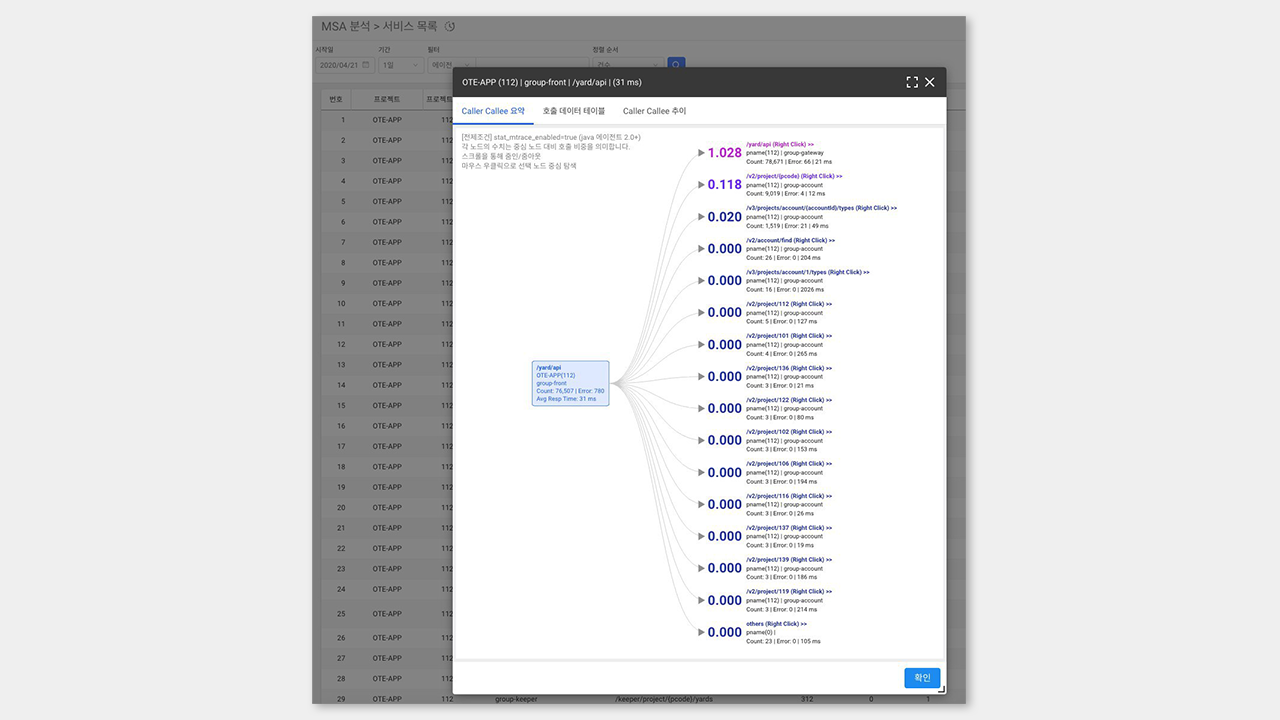 MSA 분석 > 서비스 목록
시작일 기간 필터 정렬 순서
2020/04/21 1일 에이전 건수
번호 프로젝트 프로젝트
1 OTE-APP 112
2 OTE-APP 112
3 OTE-APP 112
4 OTE-APP 112
5 OTE-APP 112
6 OTE-APP 112
7 OTE-APP 112
8 OTE-APP 112
9 OTE-APP 112
10 OTE-APP 112
11 OTE-APP 112
12 OTE-APP 112
13 OTE-APP 112
14 OTE-APP 112
15 OTE-APP 112
16 OTE-APP 112
17 OTE-APP 112
18 OTE-APP 112
19 OTE-APP 112
20 OTE-APP 112
21 OTE-APP 112
22 OTE-APP 112
23 OTE-APP 112
24 OTE-APP 112
25 OTE-APP 112
26 OTE-APP 112
27 OTE-APP 112
28 OTE-APP 112
29 OTE-APP 112 group-keeper /keeper/project/{pcode}/yards 312 0 1
OTE-APP (112) | group-front | /yard/api | (31 ms)
Caller Callee 요약 호출 데이터 테이블 Caller Callee 추이
[전제조건] stat_mtrace_enabled=true (java 에이전트 2.0+)
각 노드의 수치는 중심 노드 대비 호출 비중을 의미합니다.
스크롤을 통해 줌인/줌아웃
마우스 우클릭으로 선택 노드 중심 탐색
/yard/api
OTE-APP(112)
group-front
Count: 76,507 | Error: 780
Avg Resp Time: 31 ms
/yard/api (Right Click) >>
1.028 pname(112) | group-gateway
Count: 78,671 | Error: 66 | 21 ms
/v2/project/{pcode} (Right Click) >>
0.118 pname(112) | group-account
Count: 9,019 | Error: 4 | 12 ms
/v3/projects/account/{accountId}/types (Right Click) >>
0.020 pname(112) | group-account
Count: 1,519 | Error: 21 | 49 ms
/v2/account/find (Right Click) >>
0.000 pname(112) | group-account
Count: 26 | Error: 0 | 204 ms
/v3/projects/account/1/types (Right Click) >>
0.000 pname(112) | group-account
Count: 16 | Error: 0 | 2026 ms
/v2/project/112 (Right Click) >>
0.000 pname(112) | group-account
Count: 5 | Error: 0 | 127 ms
/v2/project/101 (Right Click) >>
0.000 pname(112) | group-account
Count: 4 | Error: 0 | 265 ms
/v2/project/136 (Right Click) >>
0.000 pname(112) | group-account
Count: 3 | Error: 0 | 21 ms
/v2/project/122 (Right Click) >>
0.000 pname(112) | group-account
Count: 3 | Error: 0 | 80 ms
/v2/project/102 (Right Click) >>
0.000 pname(112) | group-account
Count: 3 | Error: 0 | 153 ms
/v2/project/106 (Right Click) >>
0.000 pname(112) | group-account
Count: 3 | Error: 0 | 194 ms
/v2/project/116 (Right Click) >>
0.000 pname(112) | group-account
Count: 3 | Error: 0 | 26 ms
/v2/project/137 (Right Click) >>
0.000 pname(112) | group-account
Count: 3 | Error: 0 | 19 ms
/v2/project/139 (Right Click) >>
0.000 pname(112) | group-account
Count: 3 | Error: 0 | 186 ms
/v2/project/119 (Right Click) >>
0.000 pname(112) | group-account
Count: 3 | Error: 0 | 214 ms
others (Right Click) >>
0.000 pname(0) |
Count: 23 | Error: 0 | 105 ms
확인